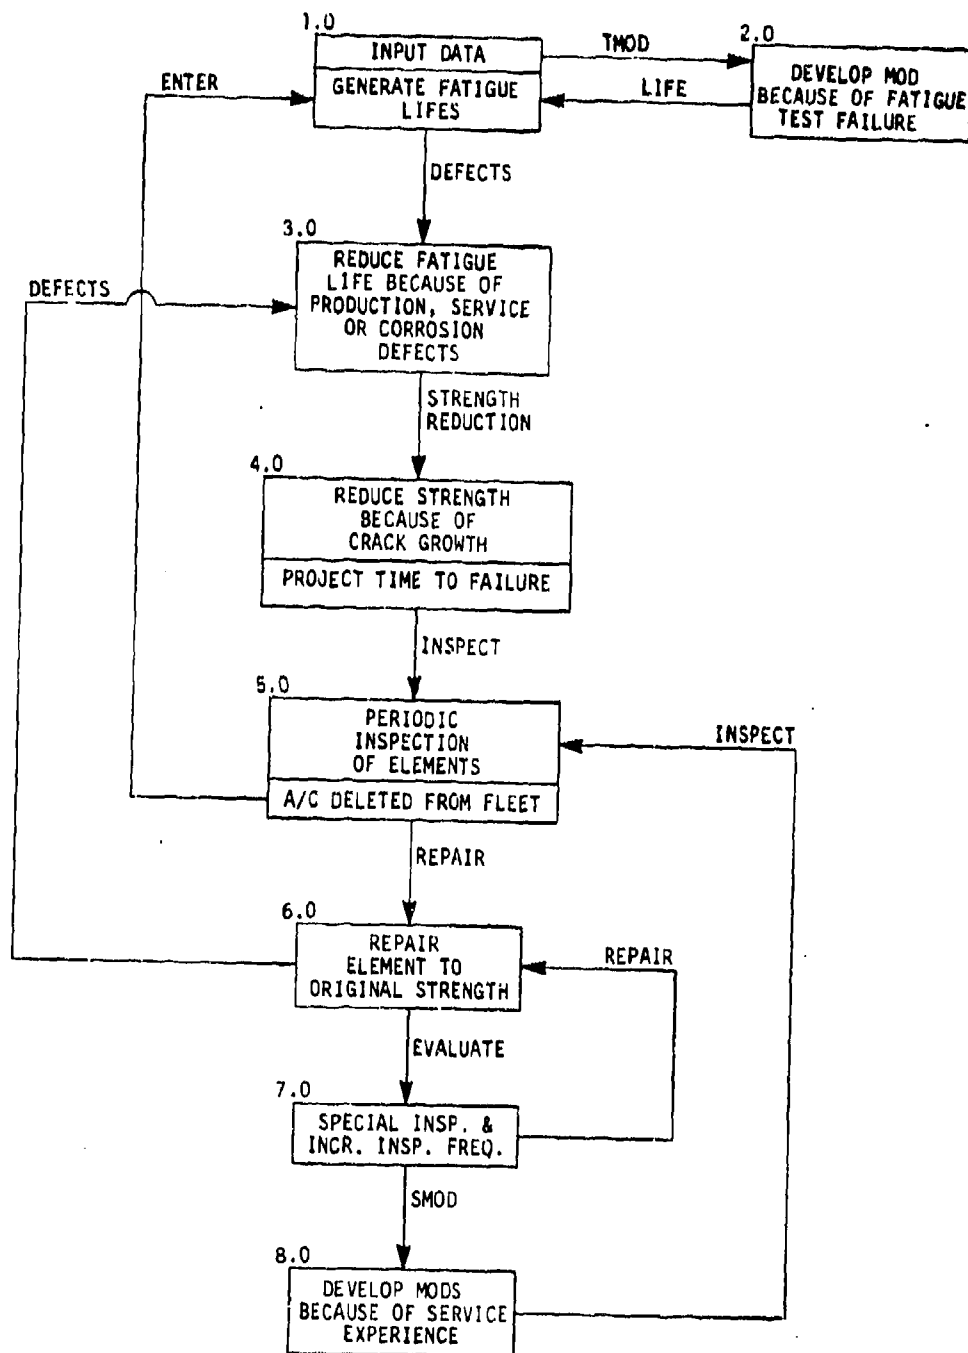 1.0
INPUT DATA
GENERATE FATIGUE
LIFES
TMOD
LIFE
2.0
DEVELOP MOD
BECAUSE OF FATIGUE
TEST FAILURE
ENTER
DEFECTS
3.0
REDUCE FATIGUE
LIFE BECAUSE OF
PRODUCTION, SERVICE
OR CORROSION
DEFECTS
DEFECTS
STRENGTH
REDUCTION
4.0
REDUCE STRENGTH
BECAUSE OF
CRACK GROWTH
PROJECT TIME TO FAILURE
INSPECT
5.0
PERIODIC
INSPECTION
OF ELEMENTS
A/C DELETED FROM FLEET
INSPECT
REPAIR
6.0
REPAIR
ELEMENT TO
ORIGINAL STRENGTH
REPAIR
EVALUATE
7.0
SPECIAL INSP. &
INCR. INSP. FREQ.
SMOD
8.0
DEVELOP MODS
BECAUSE OF SERVICE
EXPERIENCE